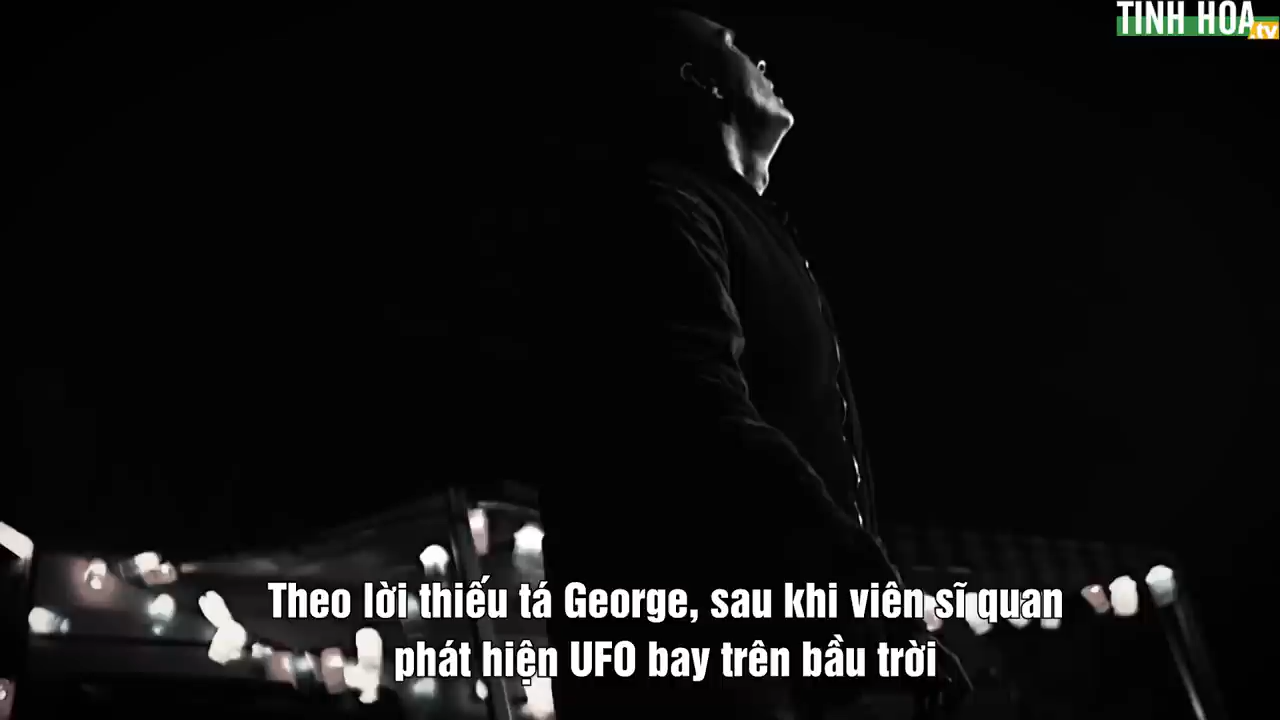 TINH HOA
.tv
Theo lời thiếu tá George, sau khi viên sĩ quan
phát hiện UFO bay trên bầu trời